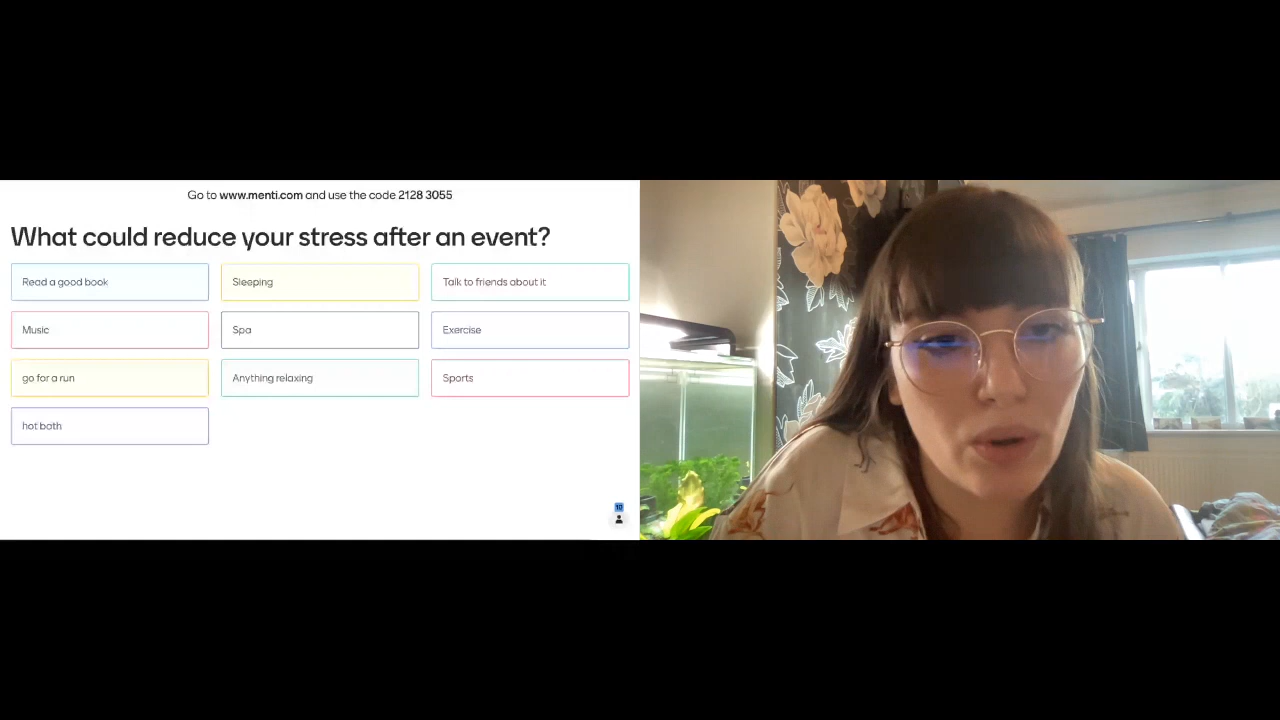 Go to www.menti.com and use the code 2128 3055
What could reduce your stress after an event?
Read a good book
Sleeping
Talk to friends about it
Music
Spa
Exercise
go for a run
Anything relaxing
Sports
hot bath
10